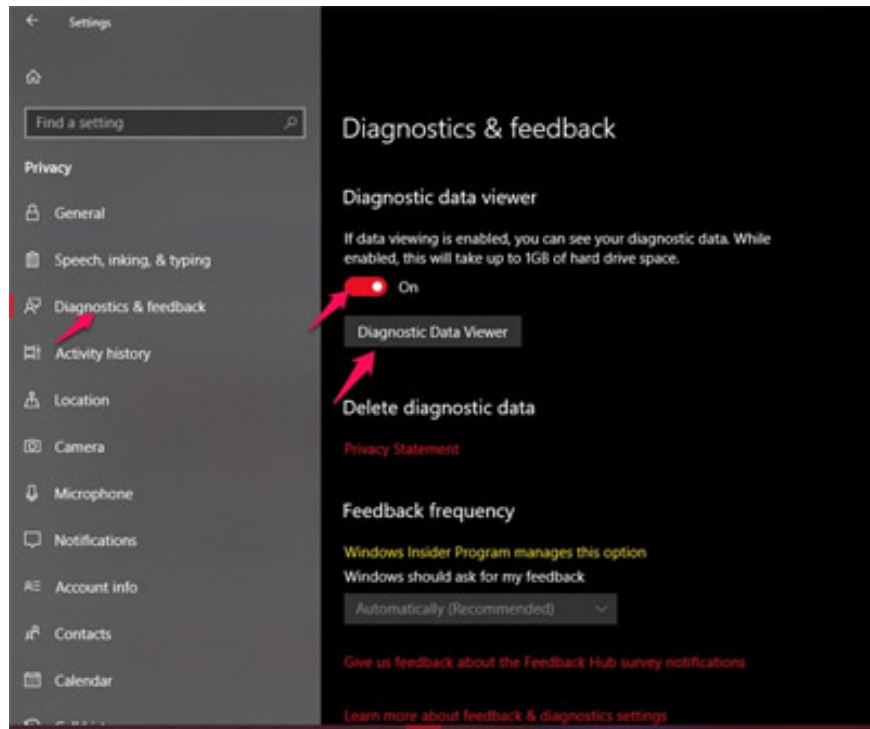 Settings
Find a setting
Privacy
General
Speech, inking, & typing
Diagnostics & feedback
Activity history
Location
Camera
Microphone
Notifications
Account info
Contacts
Calendar
Diagnostics & feedback
Diagnostic data viewer
If data viewing is enabled, you can see your diagnostic data. While
enabled, this will take up to 1GB of hard drive space.
On
Diagnostic Data Viewer
Delete diagnostic data
Privacy Statement
Feedback frequency
Windows Insider Program manages this option
Windows should ask for my feedback
Automatically (Recommended)
Give us feedback about the Feedback Hub survey notifications
Learn more about feedback & diagnostics settings